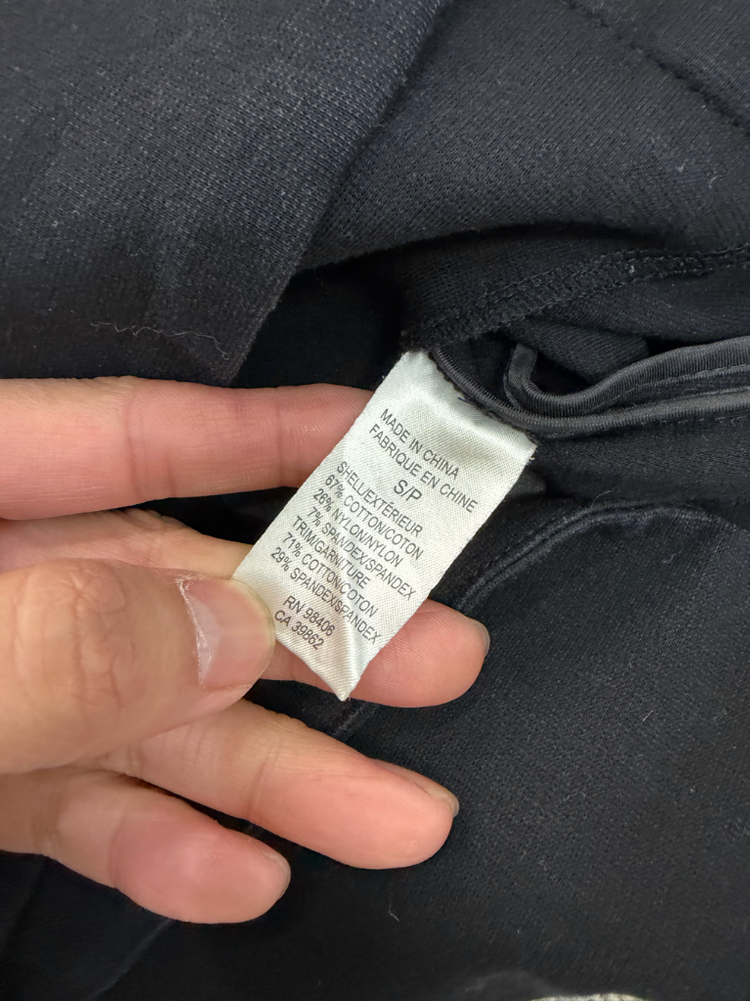 MADE IN CHINA
FABRIQUE EN CHINE
S/P
SHELL/EXTÉRIEUR
67% COTTON/COTON
26% NYLON/NYLON
7% SPANDEX/SPANDEX
TRIM/GARNITURE
71% COTTON/COTON
29% SPANDEX/SPANDEX
RN 98406
CA 39862